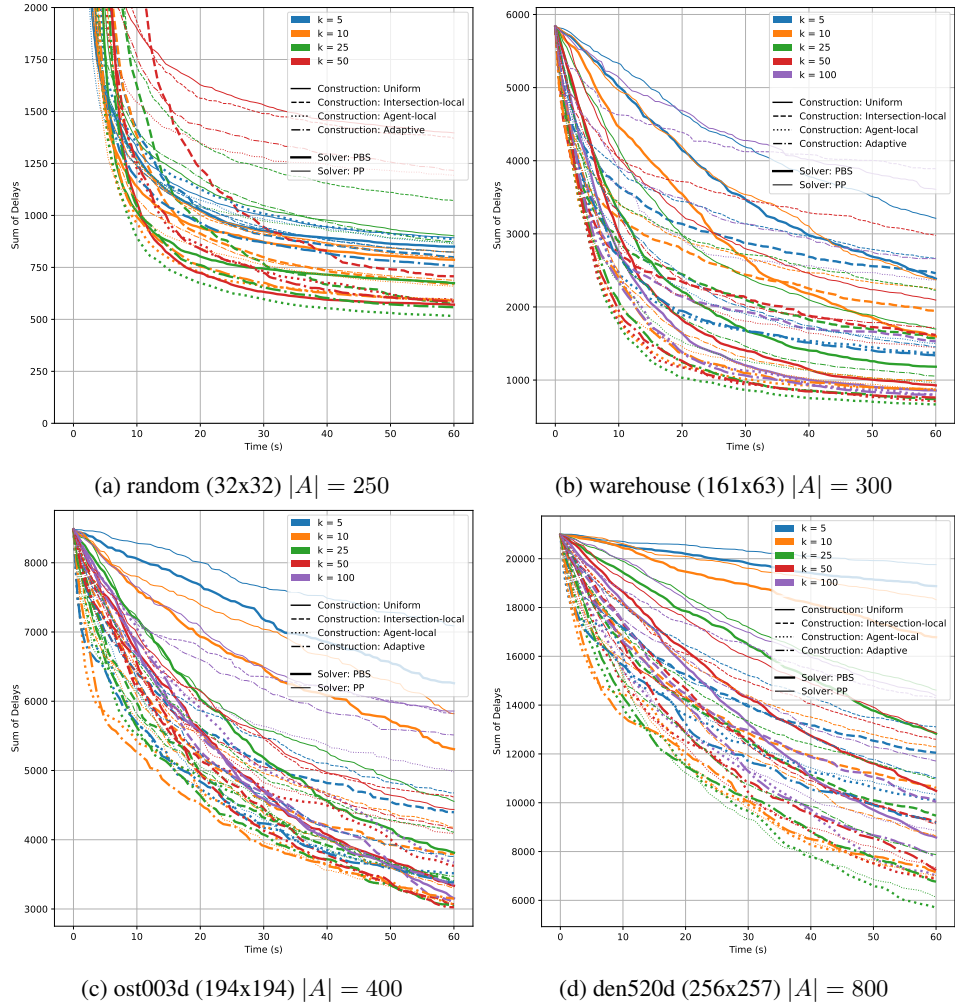 2000
1750
1500
1250
1000
750
500
250
0
Sum of Delays
k = 5
k = 10
k = 25
k = 50
Construction: Uniform
Construction: Intersection-local
Construction: Agent-local
Construction: Adaptive
Solver: PBS
Solver: PP
0 10 20 30 40 50 60
Time (s)
(a) random (32x32) |A| = 250
6000
5000
4000
3000
2000
1000
Sum of Delays
k = 5
k = 10
k = 25
k = 50
k = 100
Construction: Uniform
Construction: Intersection-local
Construction: Agent-local
Construction: Adaptive
Solver: PBS
Solver: PP
0 10 20 30 40 50 60
Time (s)
(b) warehouse (161x63) |A| = 300
8000
7000
6000
5000
4000
3000
Sum of Delays
k = 5
k = 10
k = 25
k = 50
k = 100
Construction: Uniform
Construction: Intersection-local
Construction: Agent-local
Construction: Adaptive
Solver: PBS
Solver: PP
0 10 20 30 40 50 60
Time (s)
(c) ost003d (194x194) |A| = 400
20000
18000
16000
14000
12000
10000
8000
6000
Sum of Delays
k = 5
k = 10
k = 25
k = 50
k = 100
Construction: Uniform
Construction: Intersection-local
Construction: Agent-local
Construction: Adaptive
Solver: PBS
Solver: PP
0 10 20 30 40 50 60
Time (s)
(d) den520d (256x257) |A| = 800